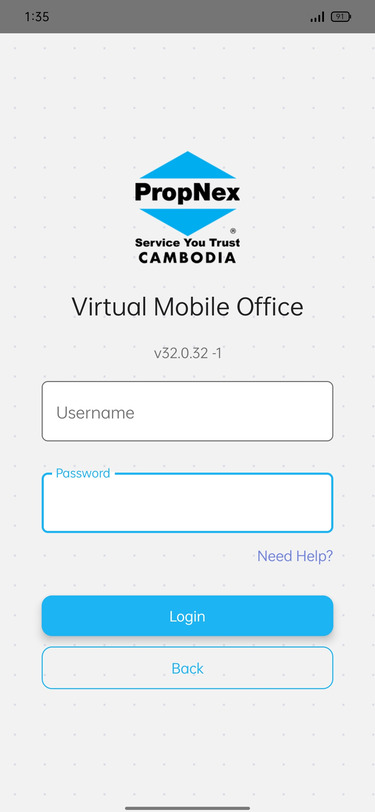 1:35
91
PropNex
®
Service You Trust
CAMBODIA
Virtual Mobile Office
v32.0.32 -1
Username
Password
Need Help?
Login
Back